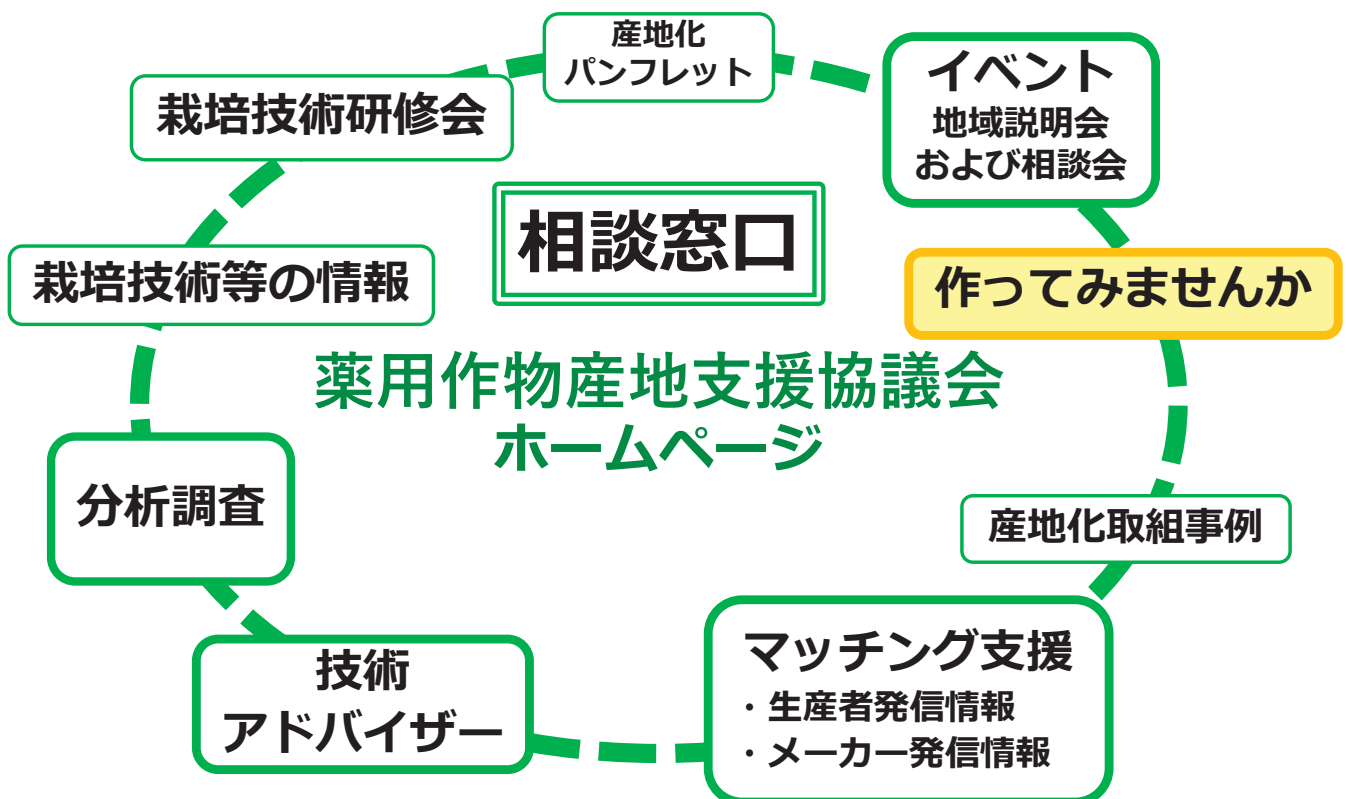 産地化
パンフレット
イベント
地域説明会
および相談会
栽培技術研修会
相談窓口
栽培技術等の情報
作ってみませんか
薬用作物産地支援協議会
ホームページ
分析調査
産地化取組事例
技術
アドバイザー
マッチング支援
・生産者発信情報
・メーカー発信情報